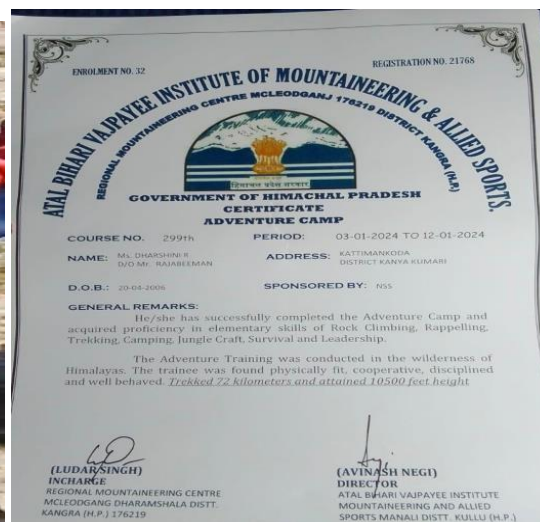 ENROLMENT NO. 32
REGISTRATION NO. 21768
ATAL BIHARI VAJPAYEE INSTITUTE OF MOUNTAINEERING & ALLIED SPORTS.
REGIONAL MOUNTAINEERING CENTRE MCLEODGANJ 176219 DISTRICT KANGRA (H.P.)
हिमाचल प्रदेश सरकार
GOVERNMENT OF HIMACHAL PRADESH
CERTIFICATE
ADVENTURE CAMP
COURSE NO. 299th PERIOD: 03-01-2024 TO 12-01-2024
NAME: Ms. DHARSHINI R ADDRESS: KATTIMANKODA
D/O Mr. RAJABEEMAN DISTRICT KANYA KUMARI
D.O.B.: 20-04-2006 SPONSORED BY: NSS
GENERAL REMARKS:
He/she has successfully completed the Adventure Camp and
acquired proficiency in elementary skills of Rock Climbing, Rappelling,
Trekking, Camping, Jungle Craft, Survival and Leadership.
The Adventure Training was conducted in the wilderness of
Himalayas. The trainee was found physically fit, cooperative, disciplined
and well behaved. Trekked 72 kilometers and attained 10500 feet height
(LUDAR SINGH)
INCHARGE
REGIONAL MOUNTAINEERING CENTRE
MCLEODGANG DHARAMSHALA DISTT.
KANGRA (H.P.) 176219
(AVINASH NEGI)
DIRECTOR
ATAL BIHARI VAJPAYEE INSTITUTE
MOUNTAINEERING AND ALLIED
SPORTS MANALI DISTT. KULLU (H.P.)